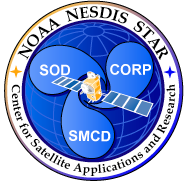 NOAA NESDIS STAR
SOD CORP
SMCD
Center for Satellite Applications and Research